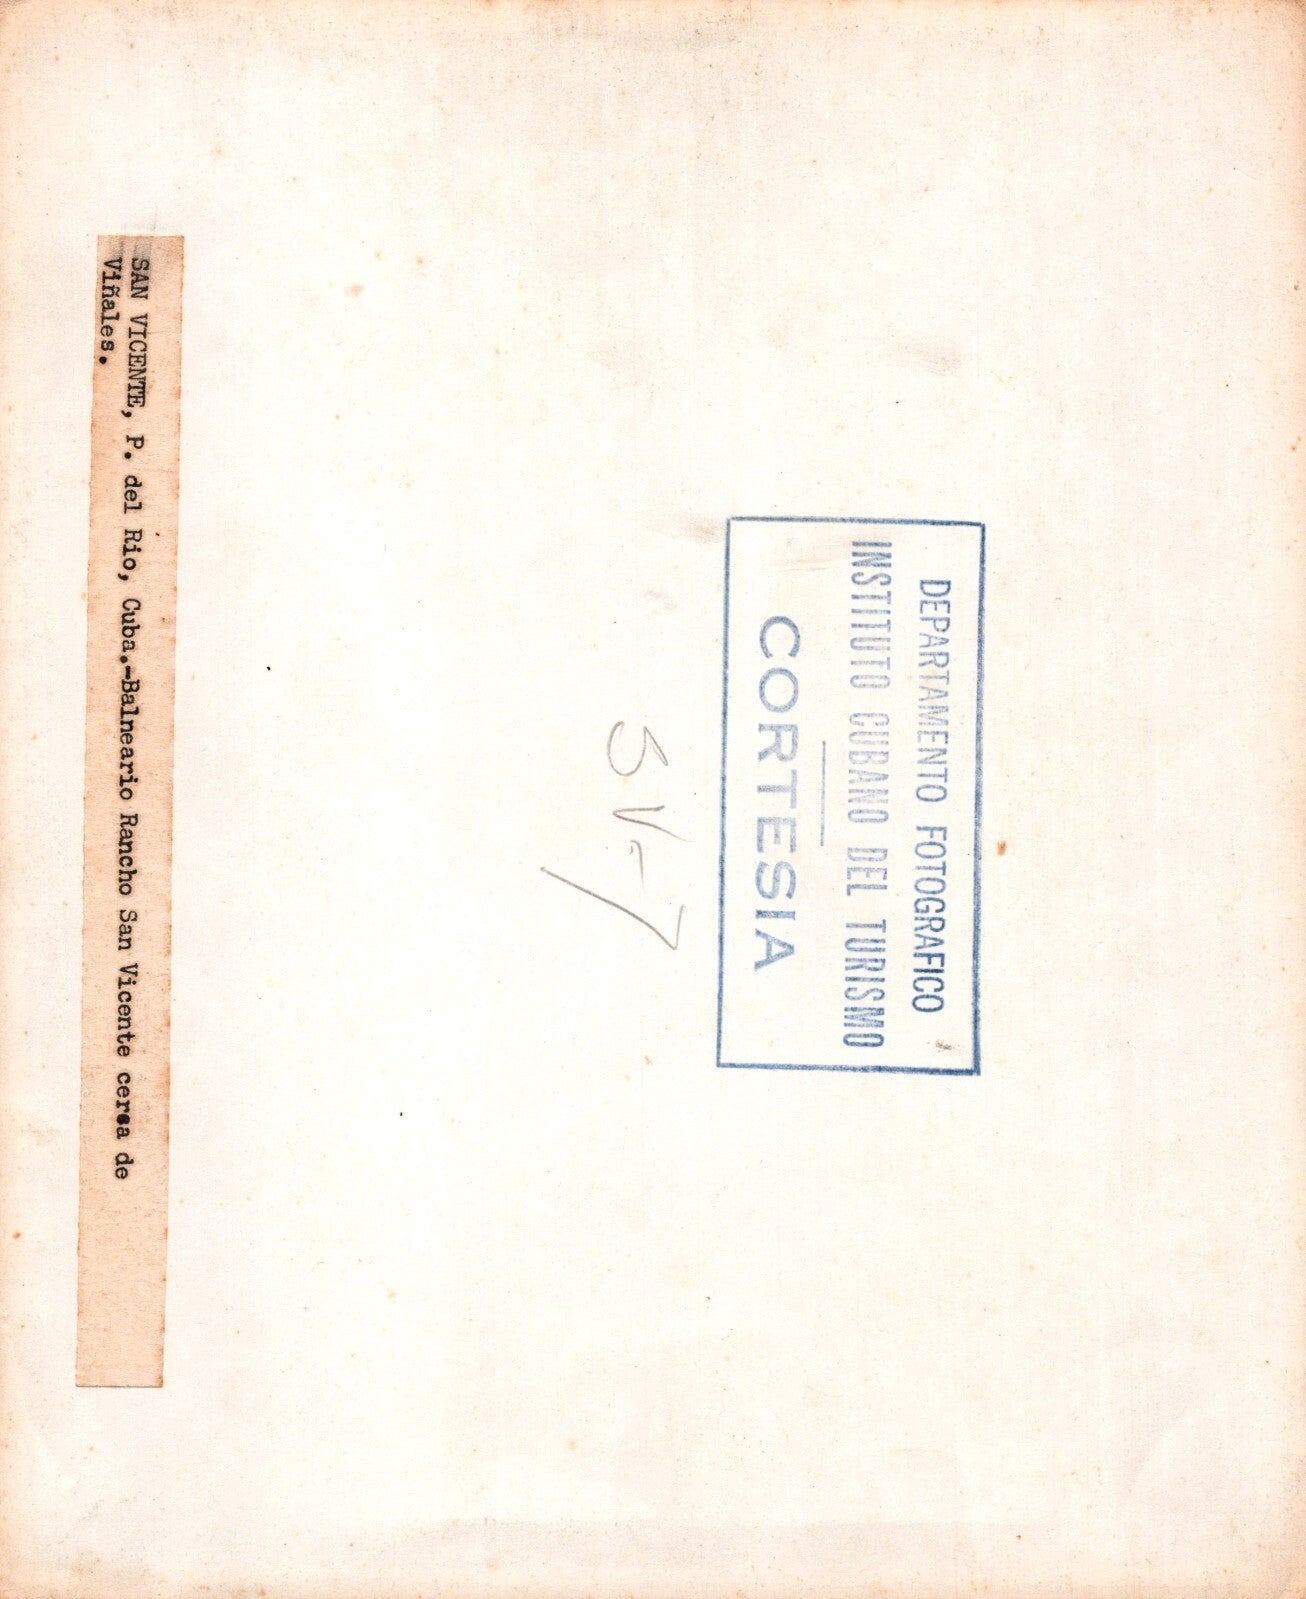 DEPARTAMENTO FOTOGRAFICO
INSTITUTO CUBANO DEL TURISMO
CORTESIA
SV-7
SAN VICENTE, P. del Rio, Cuba.-Balneario Rancho San Vicente cerca de
Viñales.